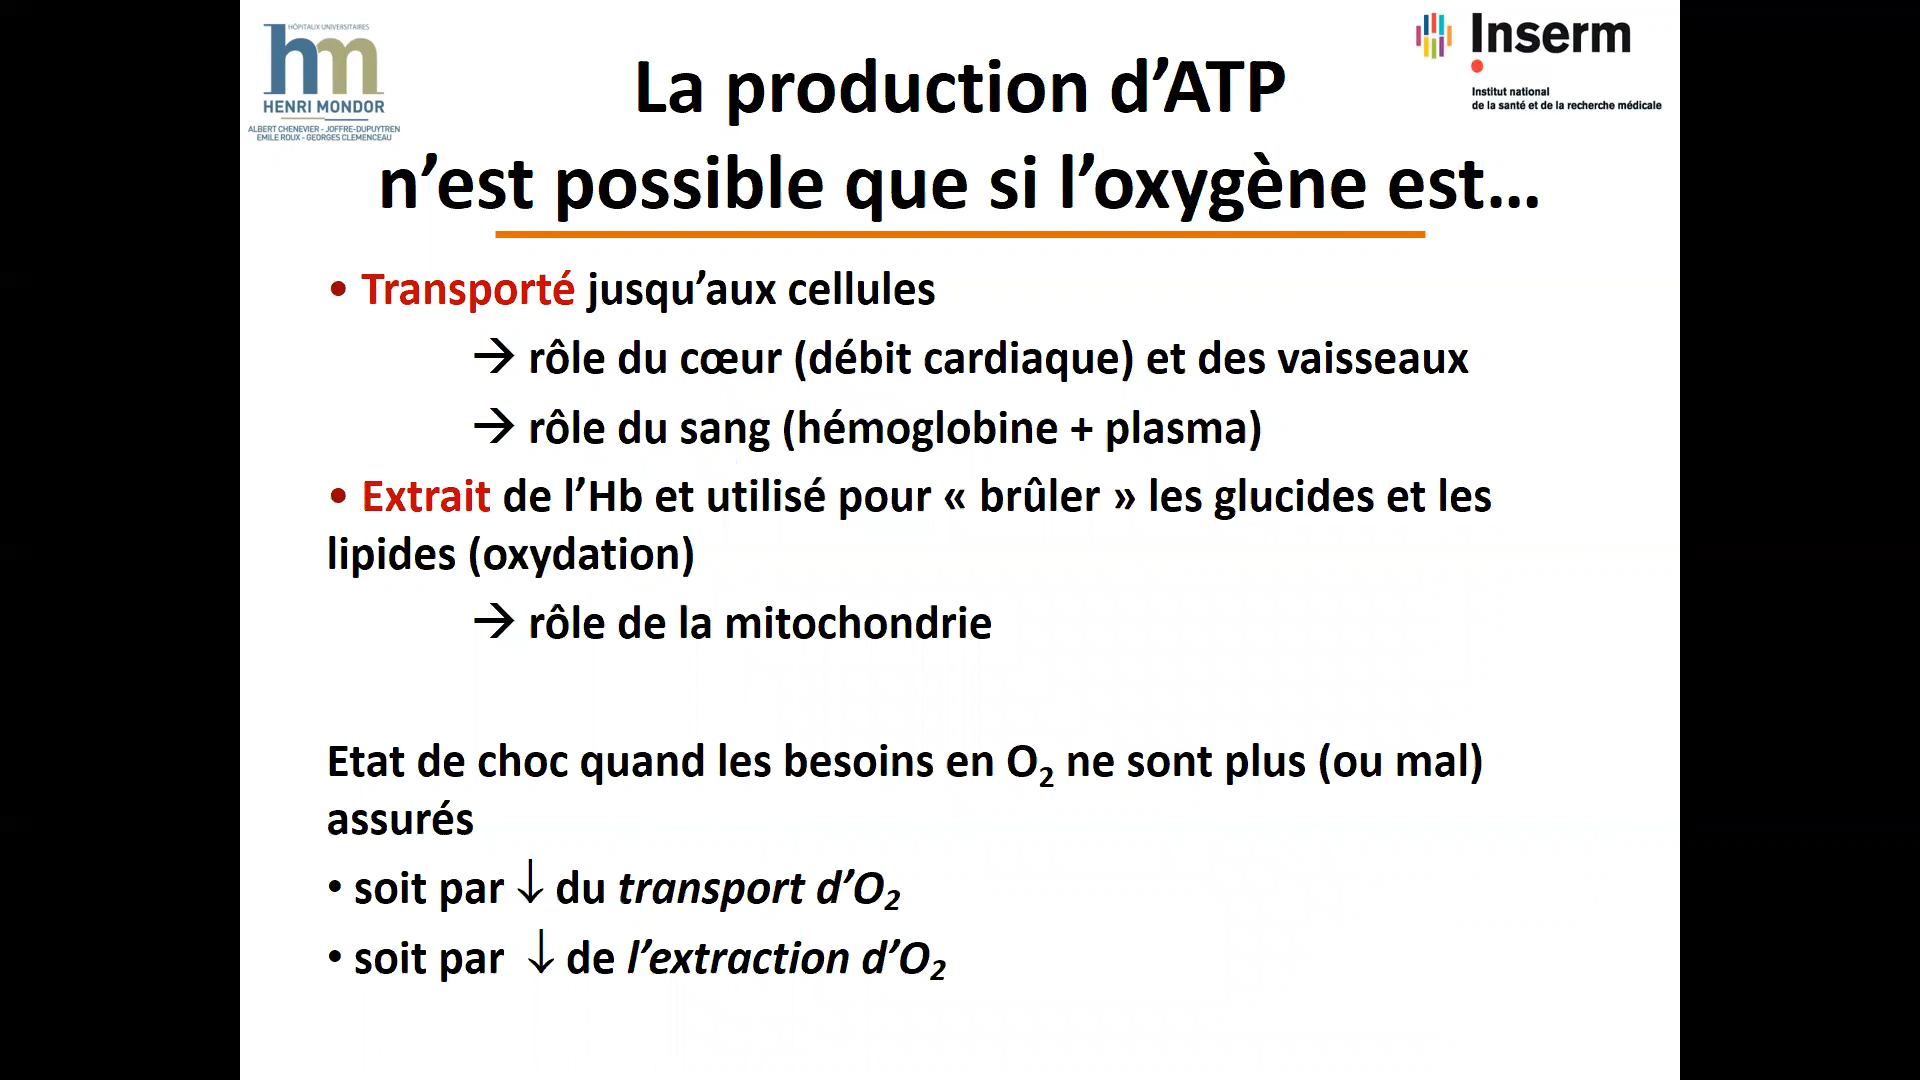 HÔPITAUX UNIVERSITAIRES
hm
HENRI MONDOR
ALBERT CHENEVIER - JOFFRE-DUPUYTREN
EMILE ROUX - GEORGES CLEMENCEAU
Inserm
Institut national
de la santé et de la recherche médicale
La production d’ATP
n’est possible que si l’oxygène est…
• Transporté jusqu’aux cellules
→ rôle du cœur (débit cardiaque) et des vaisseaux
→ rôle du sang (hémoglobine + plasma)
• Extrait de l’Hb et utilisé pour « brûler » les glucides et les
lipides (oxydation)
→ rôle de la mitochondrie
Etat de choc quand les besoins en O₂ ne sont plus (ou mal)
assurés
• soit par ↓ du transport d’O₂
• soit par ↓ de l’extraction d’O₂